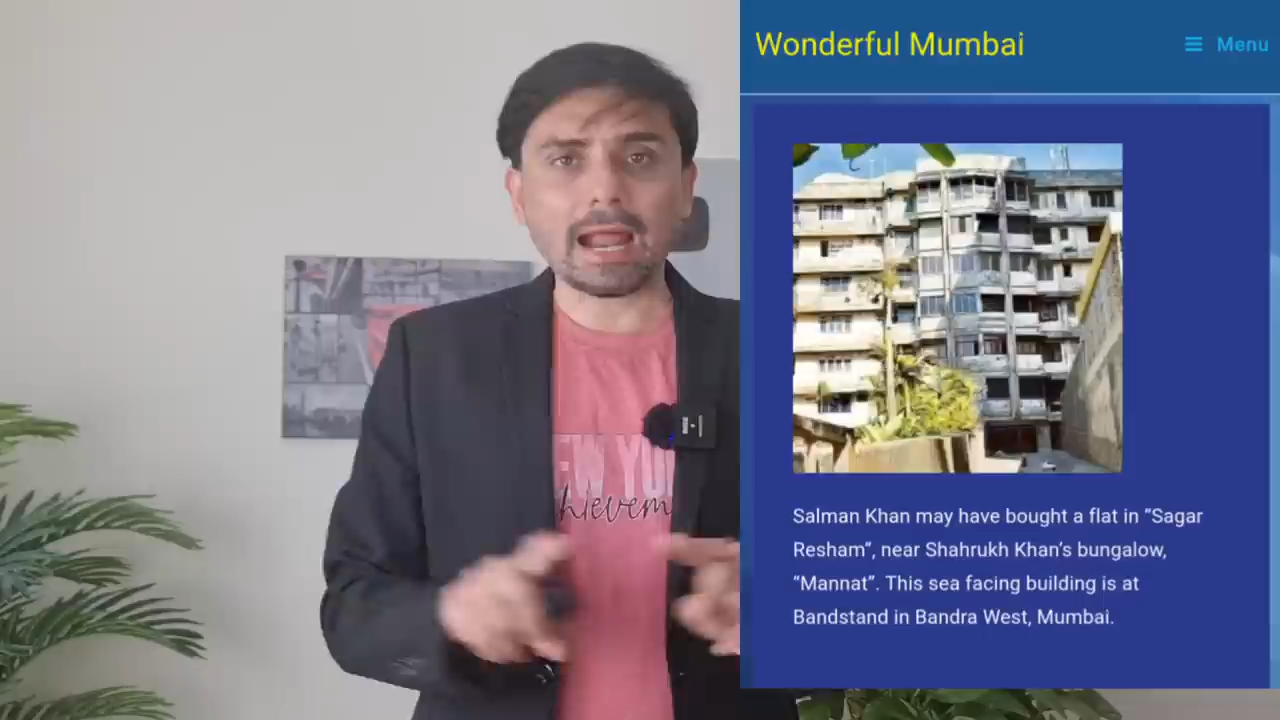 Wonderful Mumbai
Menu
Salman Khan may have bought a flat in "Sagar
Resham", near Shahrukh Khan's bungalow,
"Mannat". This sea facing building is at
Bandstand in Bandra West, Mumbai.